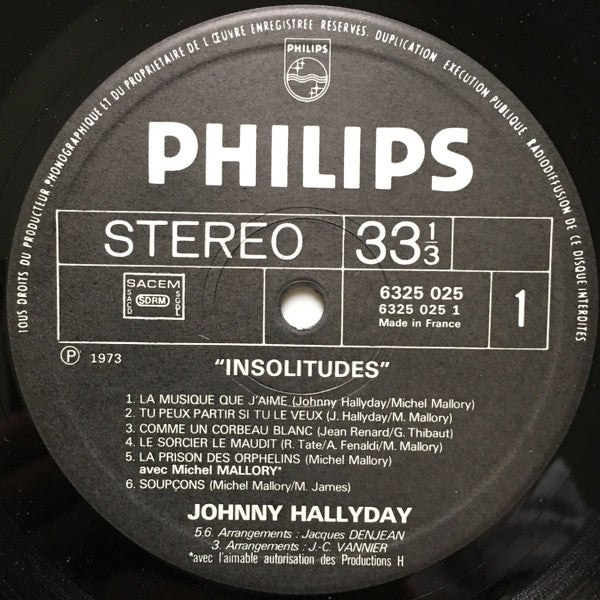 TOUS DROITS DU PRODUCTEUR PHONOGRAPHIQUE ET DU PROPRIETAIRE DE L'ŒUVRE ENREGISTREE RESERVES. DUPLICATION, EXECUTION PUBLIQUE, RADIODIFFUSION DE CE DISQUE INTERDITES
PHILIPS
PHILIPS
STEREO 33 1/3
SACEM
SACD SDRM SGDL
6325 025
6325 025 1
Made in France
1
Ⓟ 1973
"INSOLITUDES"
1. LA MUSIQUE QUE J'AIME (Johnny Hallyday/Michel Mallory)
2. TU PEUX PARTIR SI TU LE VEUX (J. Hallyday/M. Mallory)
3. COMME UN CORBEAU BLANC (Jean Renard/G. Thibaut)
4. LE SORCIER LE MAUDIT (R. Tate/A. Fenaldi/M. Mallory)
5. LA PRISON DES ORPHELINS (Michel Mallory)
avec Michel MALLORY*
6. SOUPÇONS (Michel Mallory/M. James)
JOHNNY HALLYDAY
5.6. Arrangements : Jacques DENJEAN
3. Arrangements : J.-C. VANNIER
*avec l'aimable autorisation des Productions H